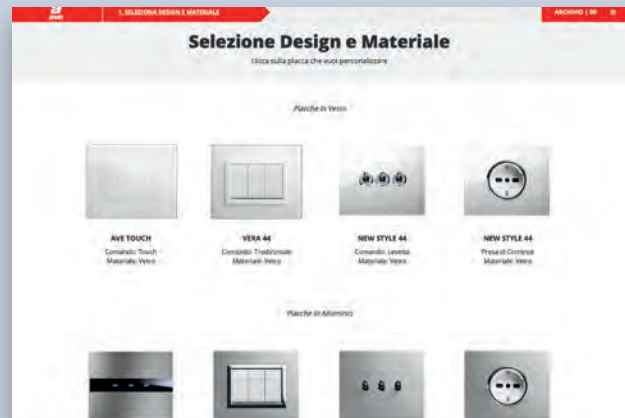 ave
1. SELEZIONA DESIGN E MATERIALE
ARCHIVIO | 00
Selezione Design e Materiale
clicca sulla placca che vuoi personalizzare
Placche in Vetro
AVE TOUCH
Comando: Touch
Materiale: Vetro
VERA 44
Comando: Tradizionale
Materiale: Vetro
NEW STYLE 44
Comando: Levetta
Materiale: Vetro
NEW STYLE 44
Presa di Corrente
Materiale: Vetro
Placche in Alluminio